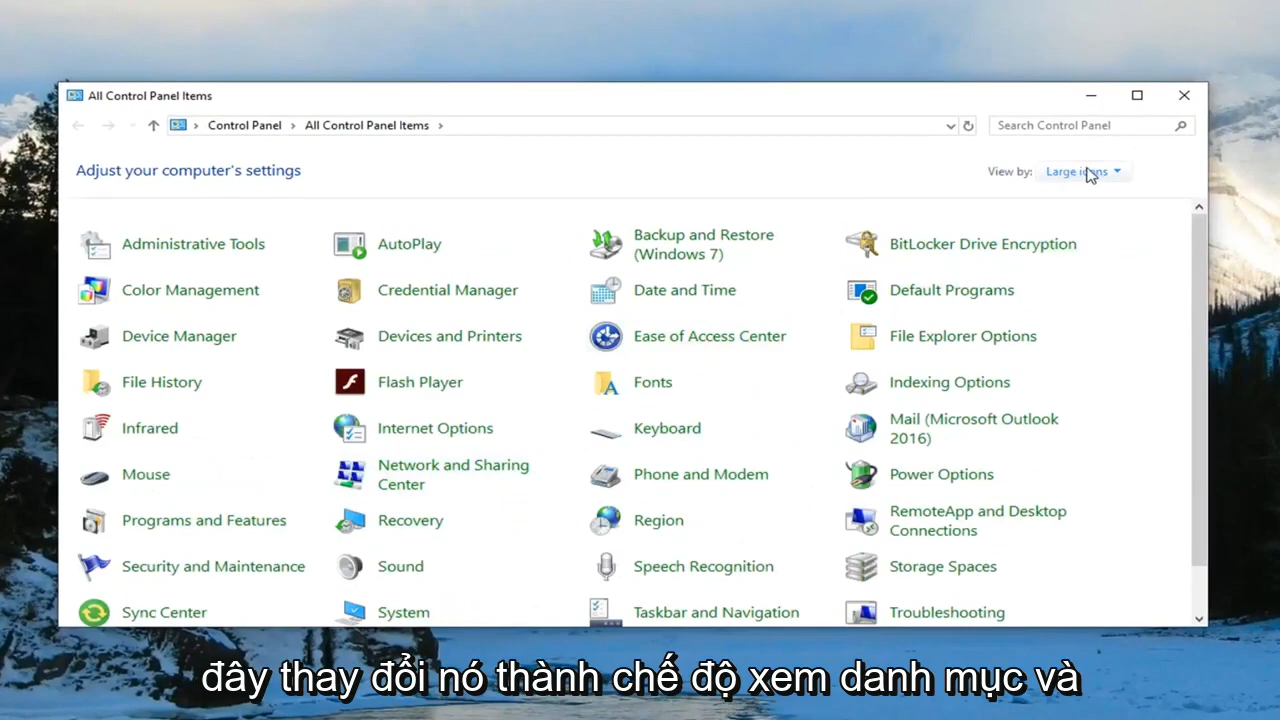 All Control Panel Items
Control Panel
All Control Panel Items
Search Control Panel
Adjust your computer's settings
View by:
Large icons
Administrative Tools
AutoPlay
Backup and Restore
(Windows 7)
BitLocker Drive Encryption
Color Management
Credential Manager
Date and Time
Default Programs
Device Manager
Devices and Printers
Ease of Access Center
File Explorer Options
File History
Flash Player
Fonts
Indexing Options
Infrared
Internet Options
Keyboard
Mail (Microsoft Outlook
2016)
Mouse
Network and Sharing
Center
Phone and Modem
Power Options
Programs and Features
Recovery
Region
RemoteApp and Desktop
Connections
Security and Maintenance
Sound
Speech Recognition
Storage Spaces
Sync Center
System
Taskbar and Navigation
Troubleshooting
đây thay đổi nó thành chế độ xem danh mục và